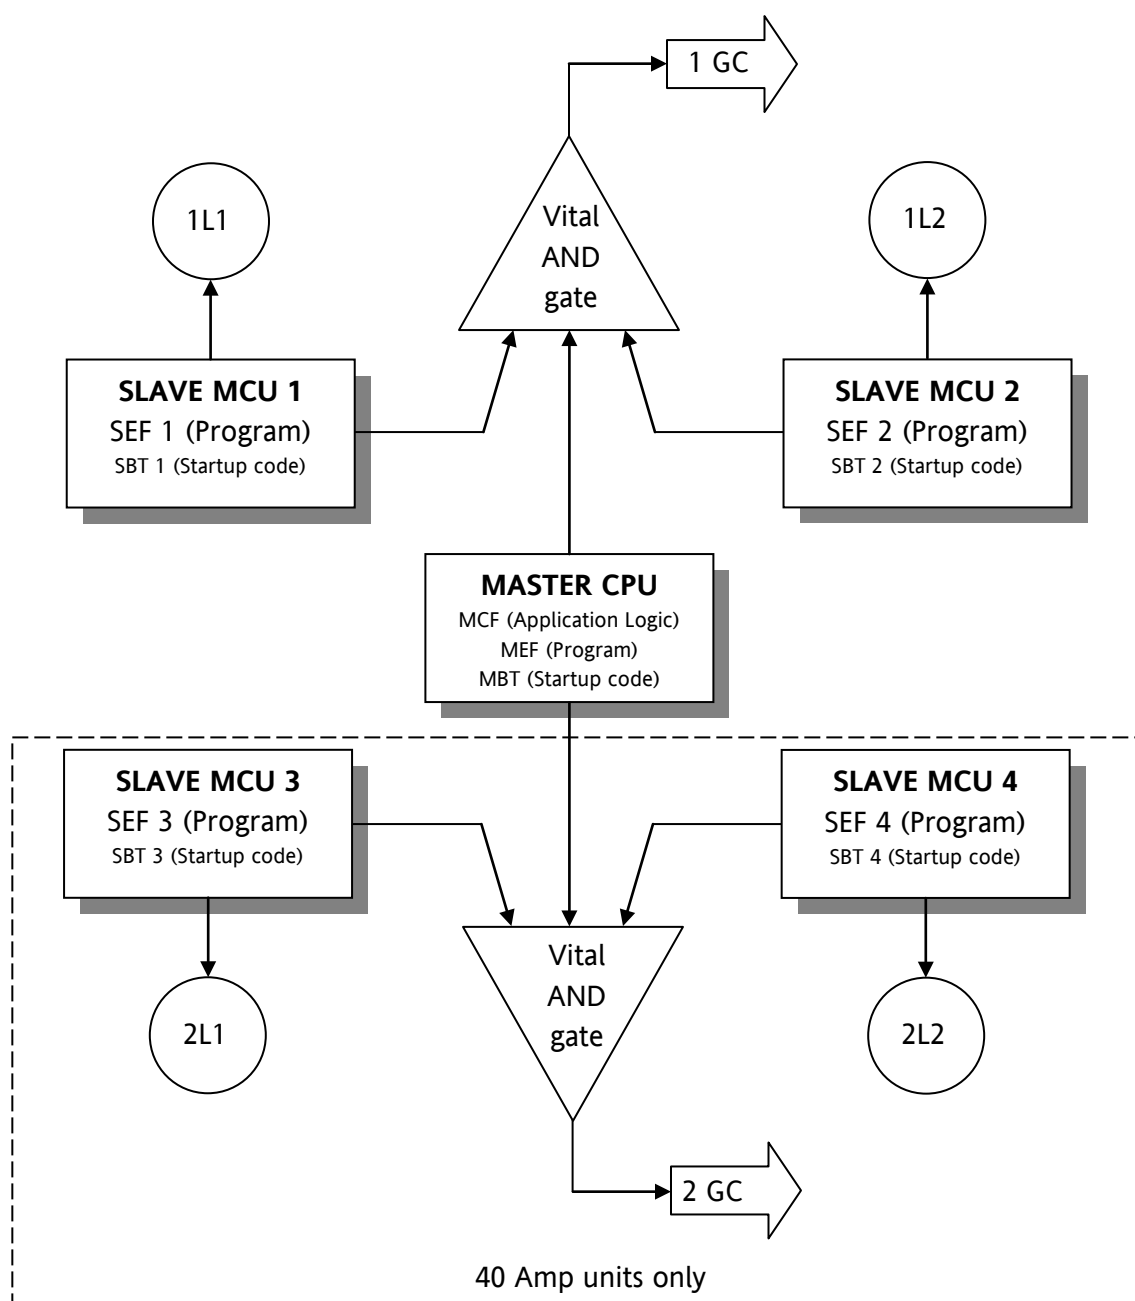 1 GC
1L1
Vital
AND
gate
1L2
SLAVE MCU 1
SEF 1 (Program)
SBT 1 (Startup code)
SLAVE MCU 2
SEF 2 (Program)
SBT 2 (Startup code)
MASTER CPU
MCF (Application Logic)
MEF (Program)
MBT (Startup code)
SLAVE MCU 3
SEF 3 (Program)
SBT 3 (Startup code)
SLAVE MCU 4
SEF 4 (Program)
SBT 4 (Startup code)
Vital
AND
gate
2L1
2L2
2 GC
40 Amp units only